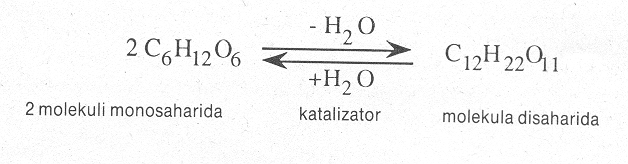 - H₂O
2 C₆H₁₂O₆ C₁₂H₂₂O₁₁
+H₂O
2 molekuli monosaharida katalizator molekula disaharida